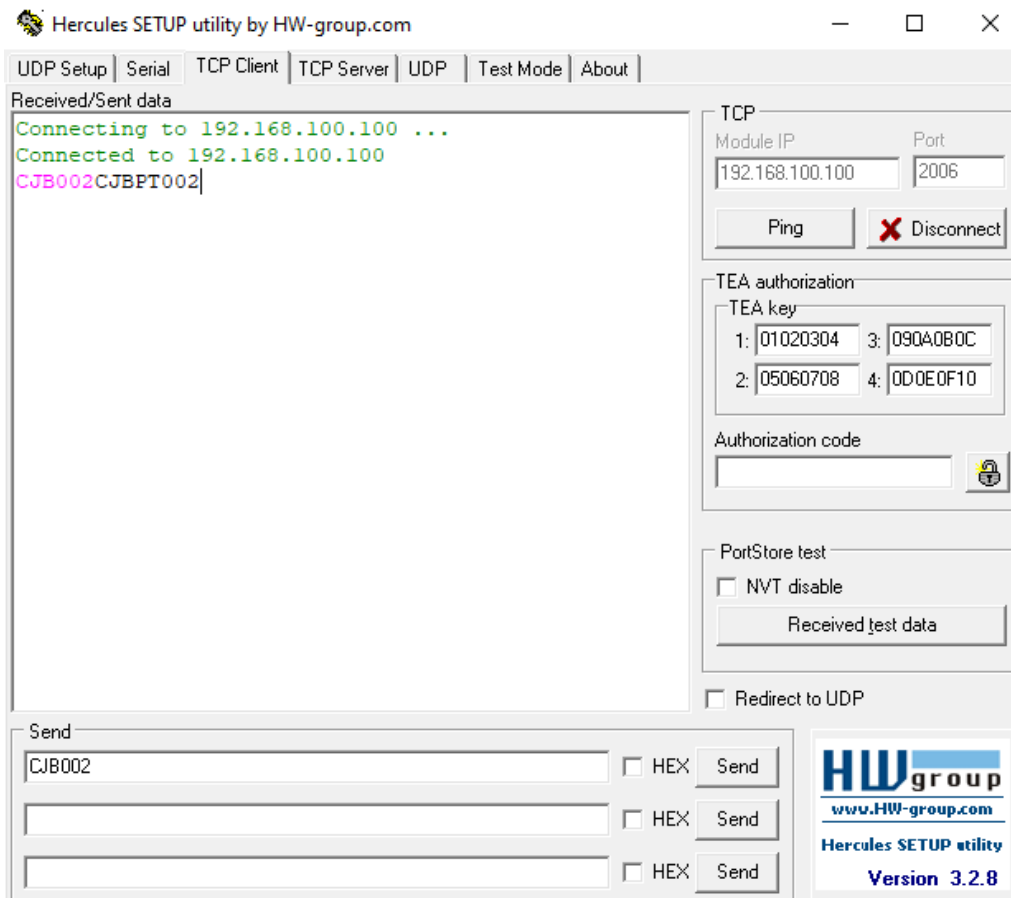 Hercules SETUP utility by HW-group.com
UDP Setup Serial TCP Client TCP Server UDP Test Mode About
Received/Sent data
Connecting to 192.168.100.100 ...
Connected to 192.168.100.100
CJB002CJBPT002
TCP
Module IP Port
192.168.100.100 2006
Ping Disconnect
TEA authorization
TEA key
1: 01020304 3: 090A0B0C
2: 05060708 4: 0D0E0F10
Authorization code
PortStore test
NVT disable
Received test data
Redirect to UDP
Send
CJB002 HEX Send
HEX Send
HEX Send
HW group
www.HW-group.com
Hercules SETUP utility
Version 3.2.8